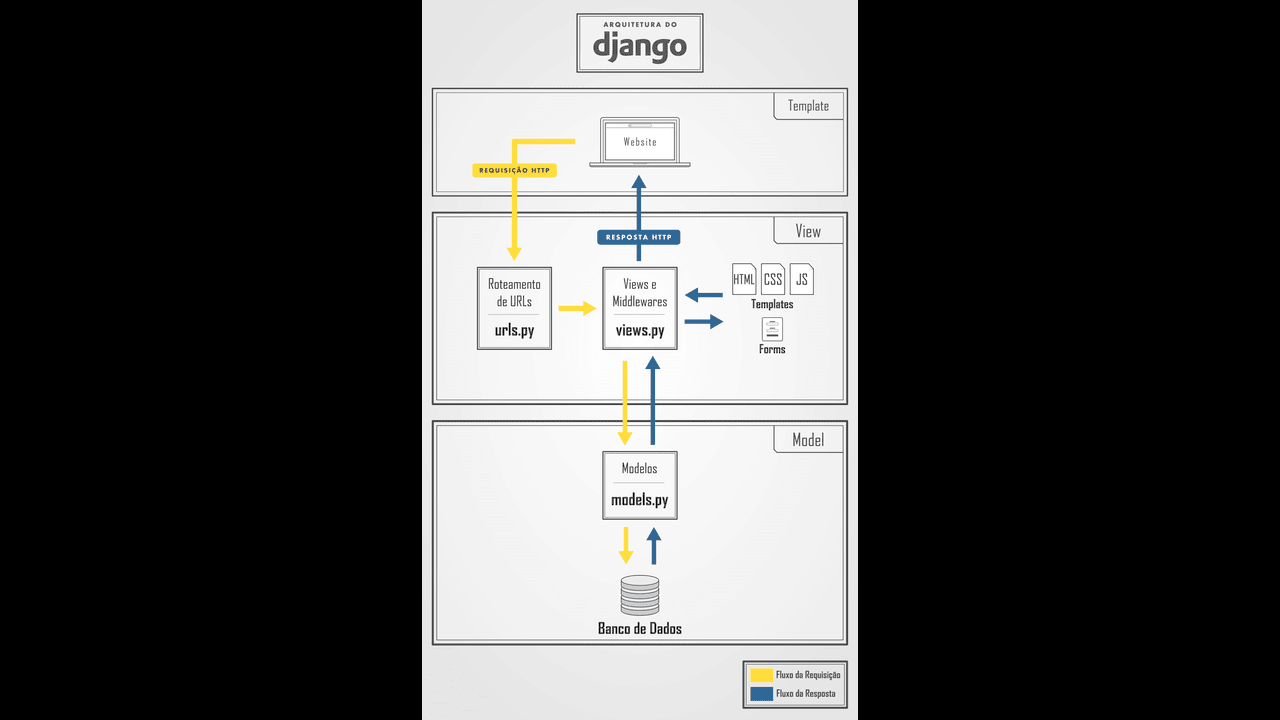 ARQUITETURA DO
django
Template
Website
REQUISIÇÃO HTTP
View
RESPOSTA HTTP
Roteamento
de URLs
urls.py
Views e
Middlewares
views.py
HTML CSS JS
Templates
Forms
Model
Modelos
models.py
Banco de Dados
Fluxo da Requisição
Fluxo da Resposta